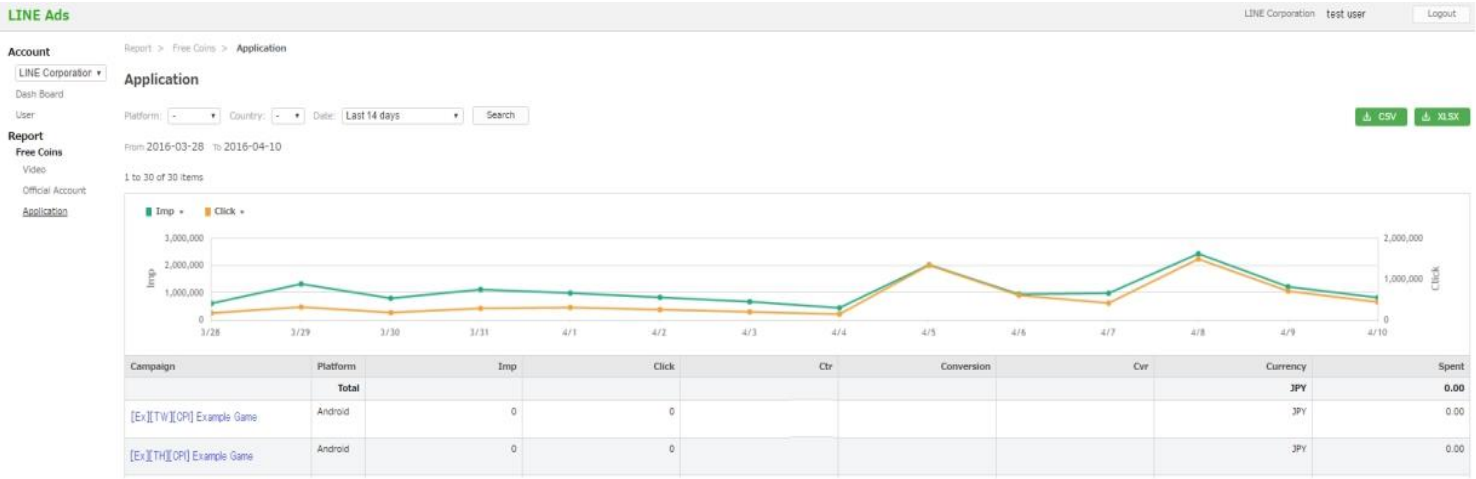 LINE Ads
LINE Corporation test user Logout
Account
LINE Corporation
Dash Board
User
Report
Free Coins
Video
Official Account
Application
Report > Free Coins > Application
Application
Platform: - Country: - Date: Last 14 days Search
CSV XLSX
From 2016-03-28 To 2016-04-10
1 to 30 of 30 items
Imp Click
3,000,000 2,000,000
2,000,000
1,000,000 1,000,000
0 0
Imp Click
3/28 3/29 3/30 3/31 4/1 4/2 4/3 4/4 4/5 4/6 4/7 4/8 4/9 4/10
Campaign Platform Imp Click Ctr Conversion Cvr Currency Spent
Total JPY 0.00
[Ex][TW][CPI] Example Game Android 0 0 JPY 0.00
[Ex][TH][CPI] Example Game Android 0 0 JPY 0.00